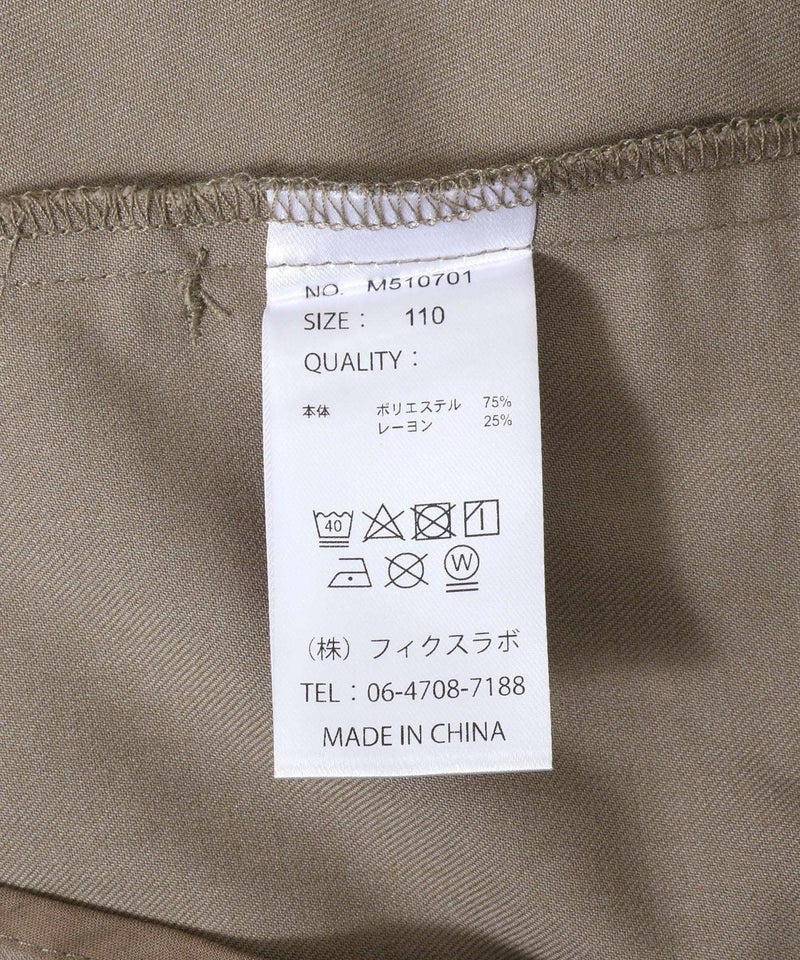 NO. M510701
SIZE： 110
QUALITY：
本体 ポリエステル 75%
レーヨン 25%
40
W
（株）フィクスラボ
TEL：06-4708-7188
MADE IN CHINA